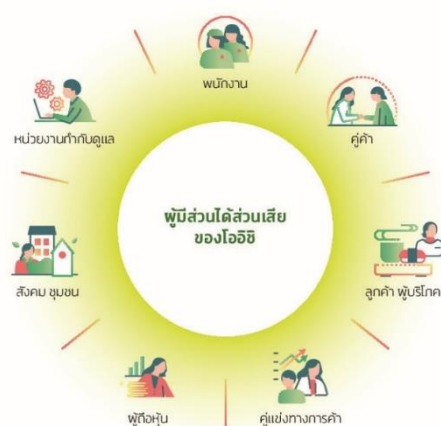 พนักงาน
คู่ค้า
ลูกค้า ผู้บริโภค
คู่แข่งทางการค้า
ผู้ถือหุ้น
สังคม ชุมชน
หน่วยงานกำกับดูแล
ผู้มีส่วนได้ส่วนเสีย
ของโออิชิ